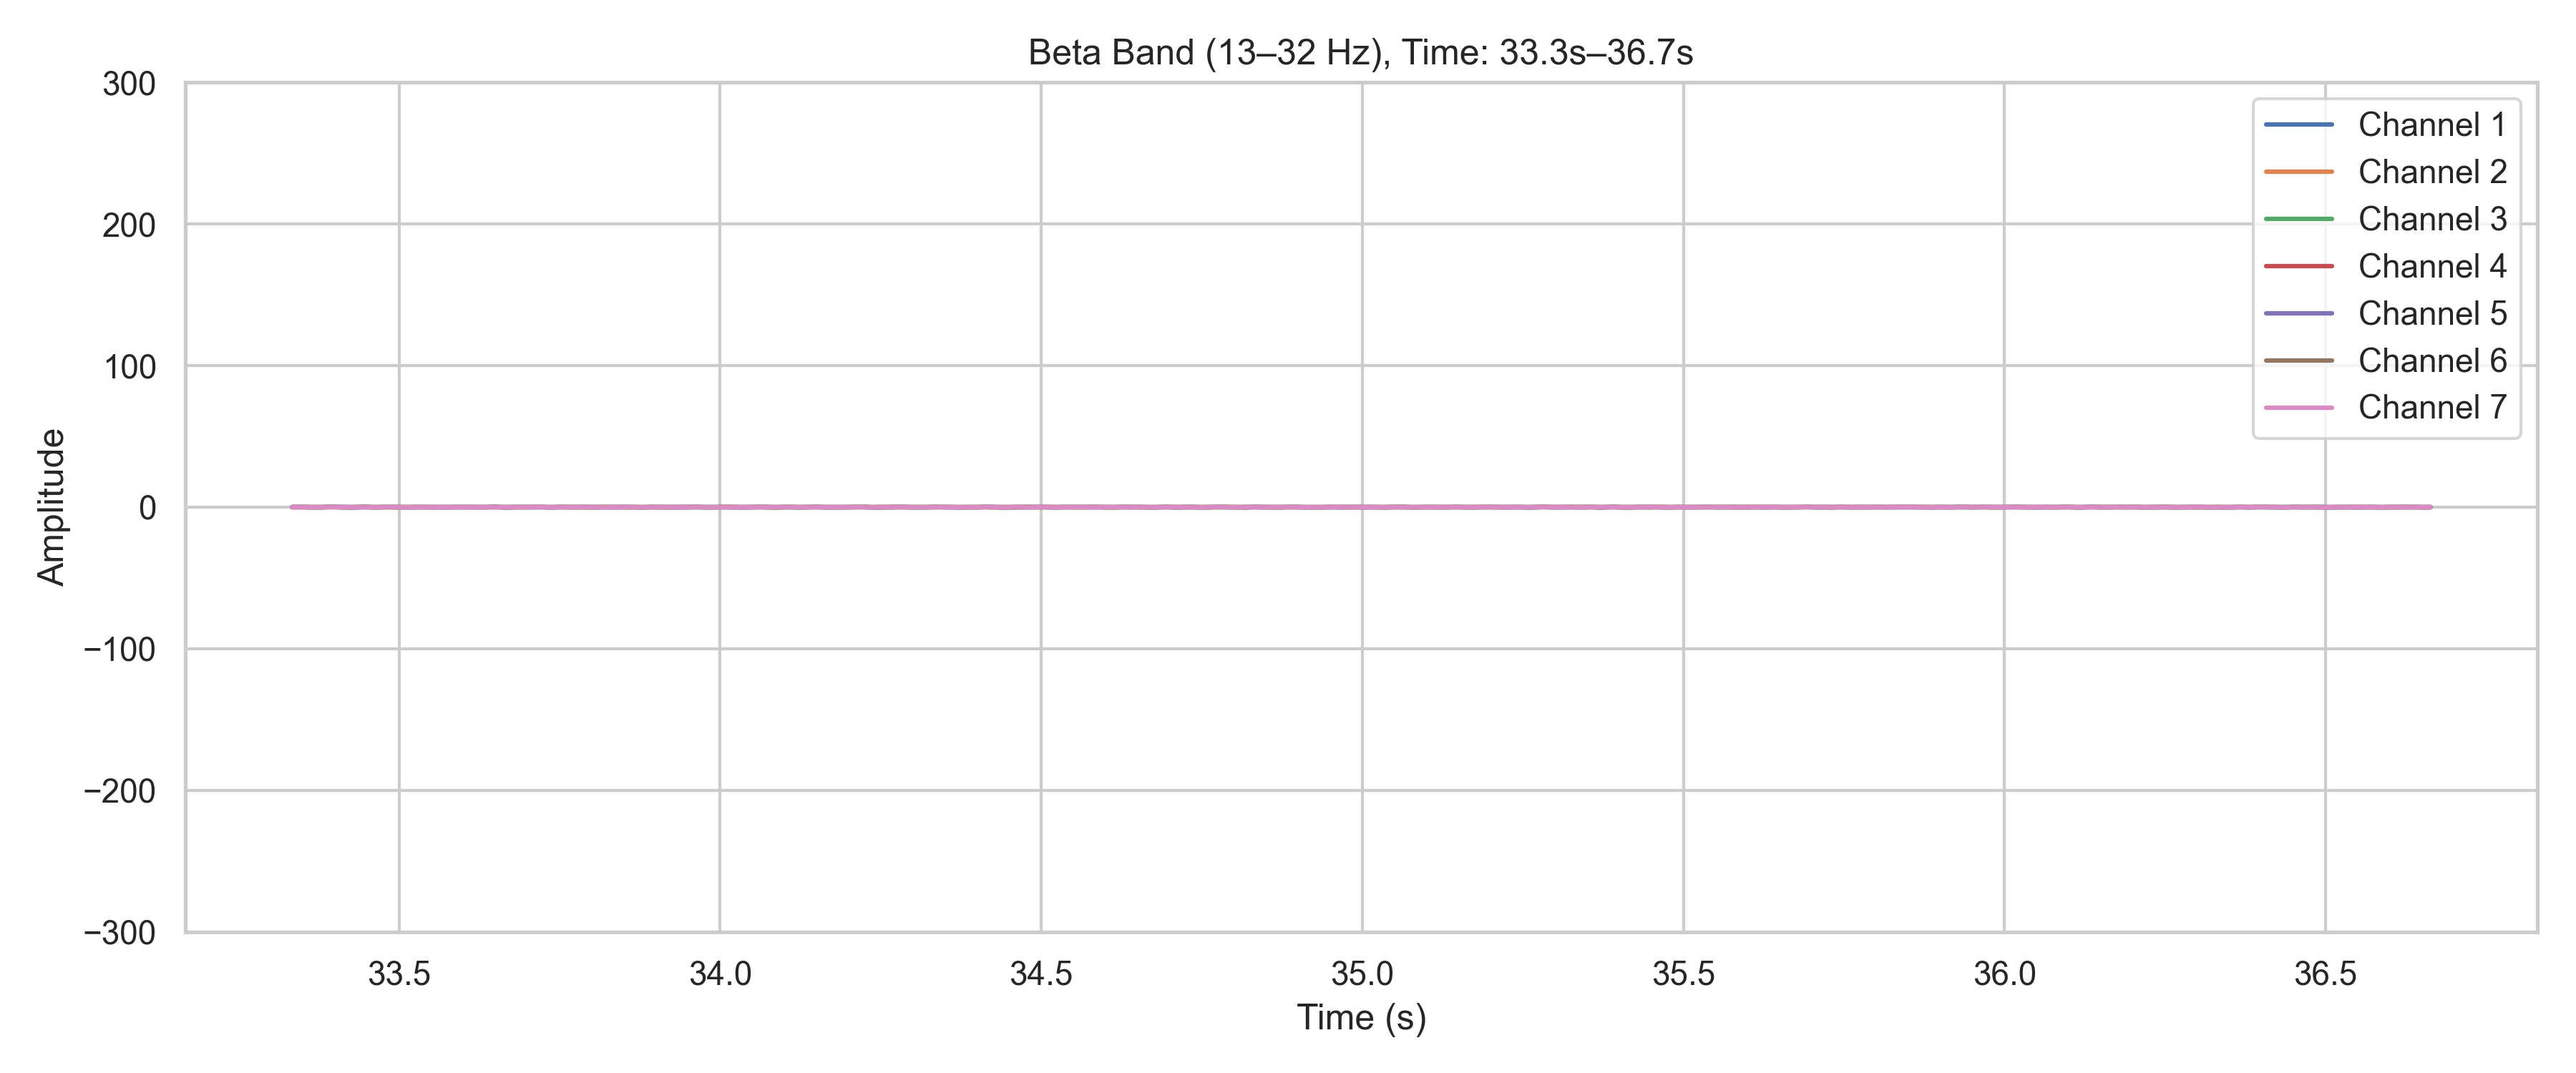 Beta Band (13–32 Hz), Time: 33.3s–36.7s
300
200
100
0
−100
−200
−300
Amplitude
Channel 1
Channel 2
Channel 3
Channel 4
Channel 5
Channel 6
Channel 7
33.5
34.0
34.5
35.0
35.5
36.0
36.5
Time (s)